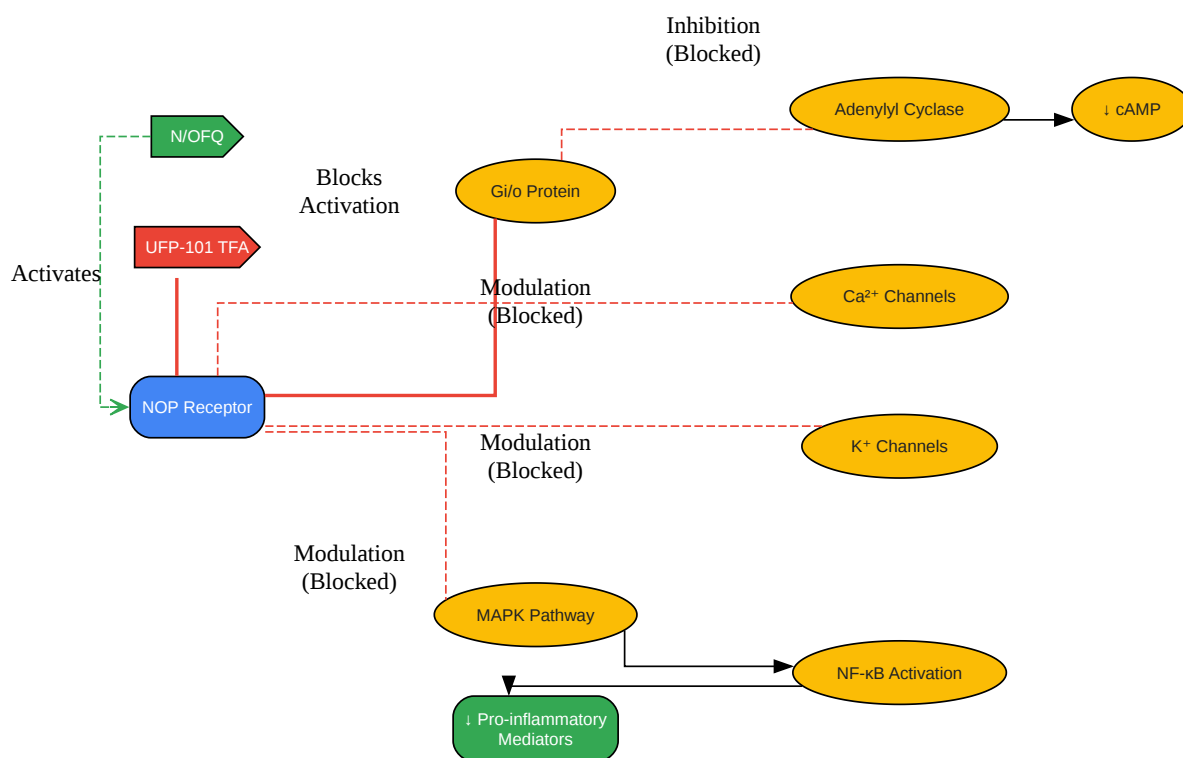 Inhibition
(Blocked)
Adenylyl Cyclase
↓ cAMP
N/OFQ
Blocks
Activation
Gi/o Protein
UFP-101 TFA
Activates
Modulation
(Blocked)
Ca²⁺ Channels
NOP Receptor
Modulation
(Blocked)
K⁺ Channels
Modulation
(Blocked)
MAPK Pathway
NF-κB Activation
↓ Pro-inflammatory
Mediators